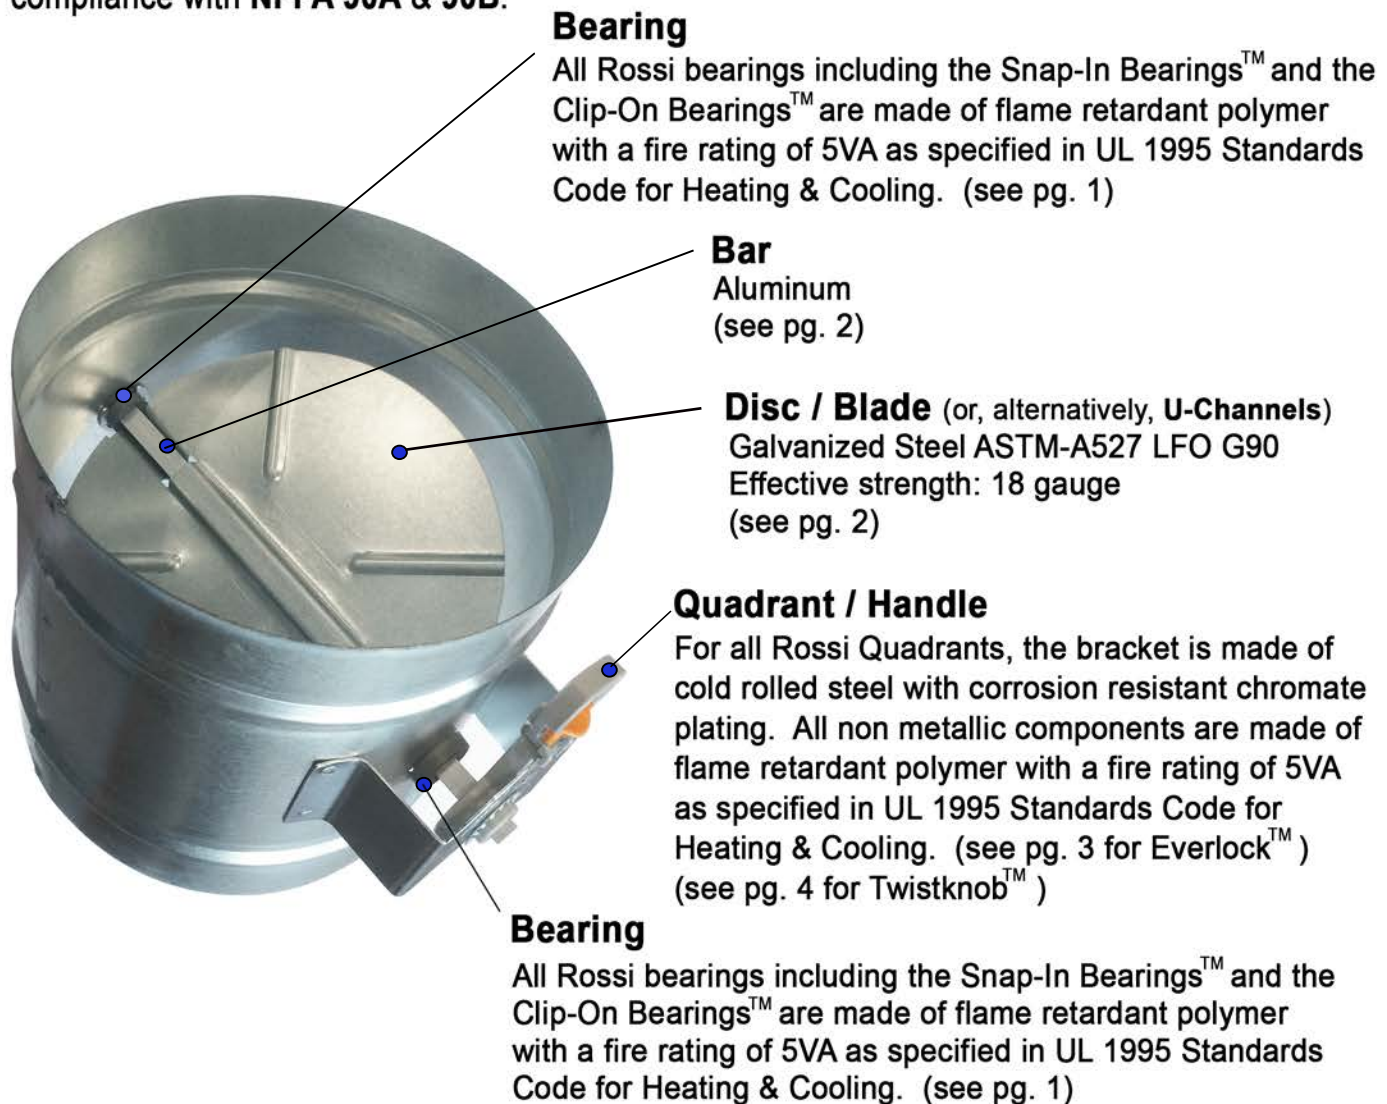 compliance with NFPA 90A & 90B.
Bearing
All Rossi bearings including the Snap-In Bearings™ and the
Clip-On Bearings™ are made of flame retardant polymer
with a fire rating of 5VA as specified in UL 1995 Standards
Code for Heating & Cooling. (see pg. 1)
Bar
Aluminum
(see pg. 2)
Disc / Blade (or, alternatively, U-Channels)
Galvanized Steel ASTM-A527 LFO G90
Effective strength: 18 gauge
(see pg. 2)
Quadrant / Handle
For all Rossi Quadrants, the bracket is made of
cold rolled steel with corrosion resistant chromate
plating. All non metallic components are made of
flame retardant polymer with a fire rating of 5VA
as specified in UL 1995 Standards Code for
Heating & Cooling. (see pg. 3 for Everlock™ )
(see pg. 4 for Twistknob™ )
Bearing
All Rossi bearings including the Snap-In Bearings™ and the
Clip-On Bearings™ are made of flame retardant polymer
with a fire rating of 5VA as specified in UL 1995 Standards
Code for Heating & Cooling. (see pg. 1)